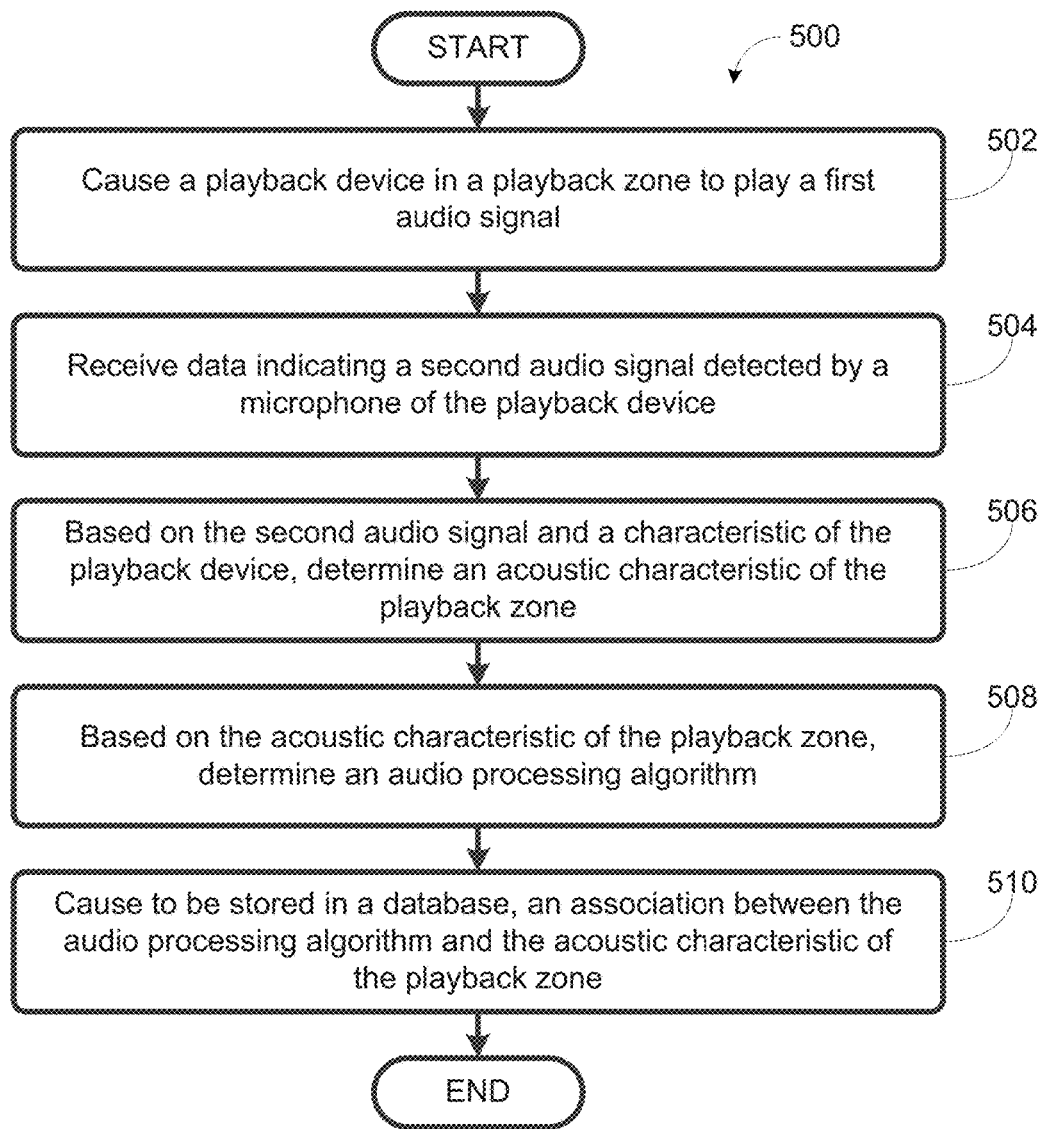 START
500
Cause a playback device in a playback zone to play a first
audio signal
502
Receive data indicating a second audio signal detected by a
microphone of the playback device
504
Based on the second audio signal and a characteristic of the
playback device, determine an acoustic characteristic of the
playback zone
506
Based on the acoustic characteristic of the playback zone,
determine an audio processing algorithm
508
Cause to be stored in a database, an association between the
audio processing algorithm and the acoustic characteristic of
the playback zone
510
END